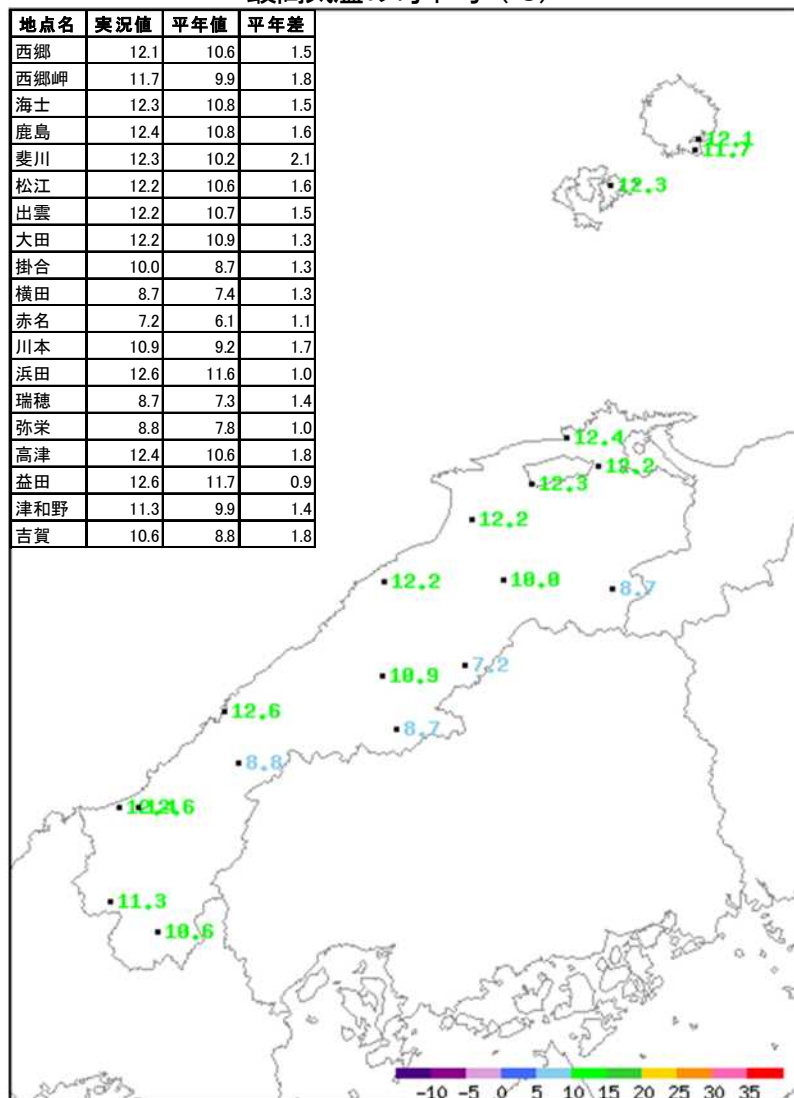 地点名 実況値 平年値 平年差
西郷 12.1 10.6 1.5
西郷岬 11.7 9.9 1.8
海士 12.3 10.8 1.5
鹿島 12.4 10.8 1.6
斐川 12.3 10.2 2.1
松江 12.2 10.6 1.6
出雲 12.2 10.7 1.5
大田 12.2 10.9 1.3
掛合 10.0 8.7 1.3
横田 8.7 7.4 1.3
赤名 7.2 6.1 1.1
川本 10.9 9.2 1.7
浜田 12.6 11.6 1.0
瑞穂 8.7 7.3 1.4
弥栄 8.8 7.8 1.0
高津 12.4 10.6 1.8
益田 12.6 11.7 0.9
津和野 11.3 9.9 1.4
吉賀 10.6 8.8 1.8
12.1
11.7
12.3
12.4
12.2
12.3
12.2
12.2
10.0
8.7
7.2
10.9
12.6
8.7
8.8
12.4
12.6
11.3
10.6
-10 -5 0 5 10 15 20 25 30 35